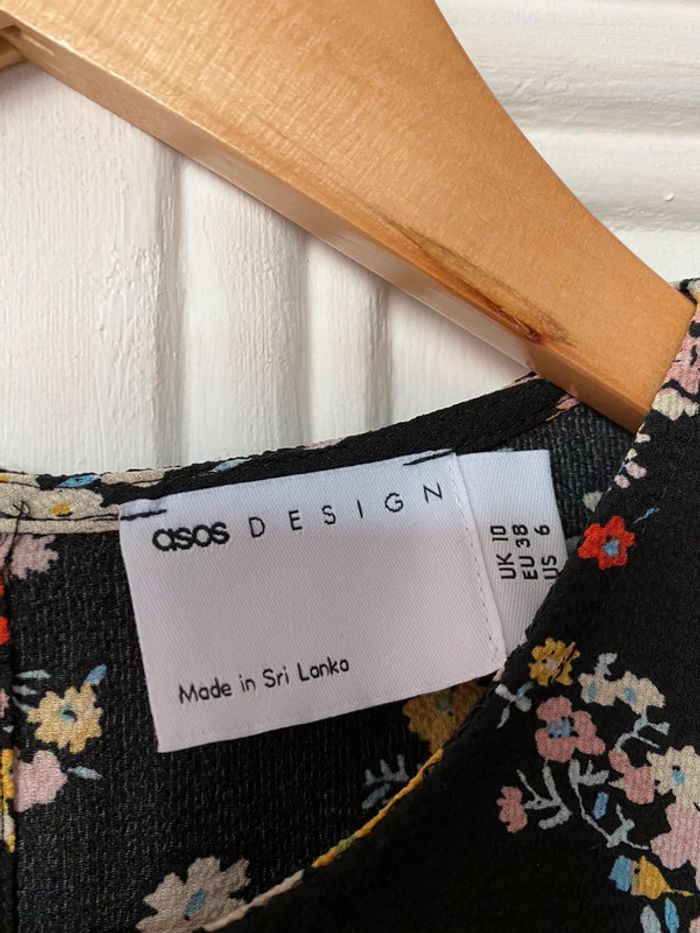 asos DESIGN
Made in Sri Lanka
UK 10
EU 38
US 6